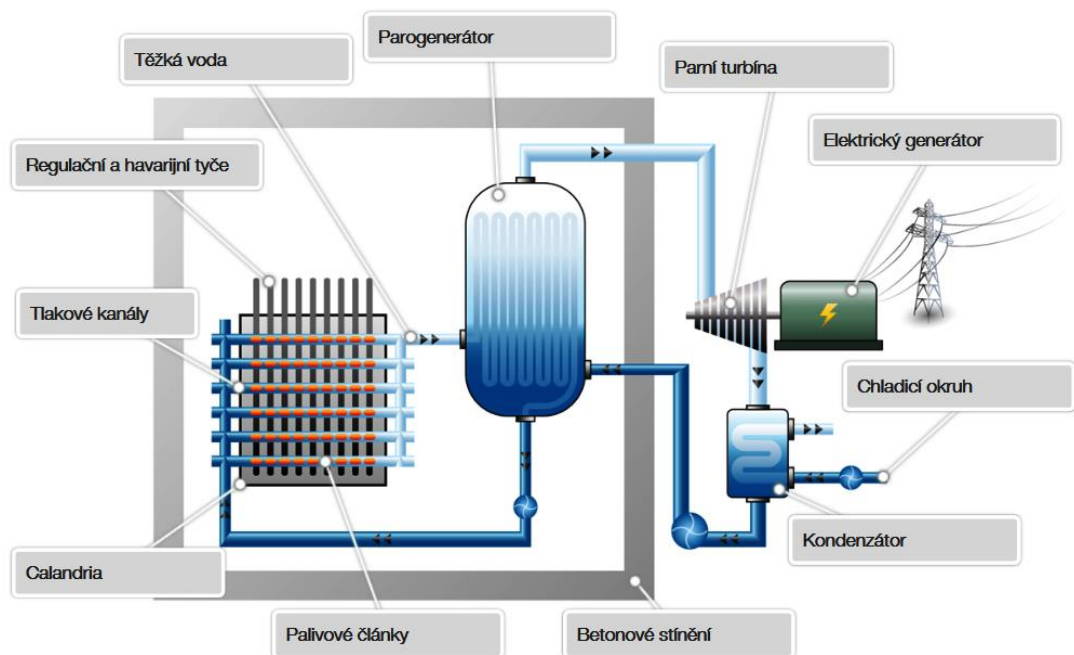 Parogenerátor
Těžká voda
Parní turbína
Elektrický generátor
Regulační a havarijní tyče
Tlakové kanály
Chladicí okruh
Kondenzátor
Calandria
Palivové články
Betonové stínění